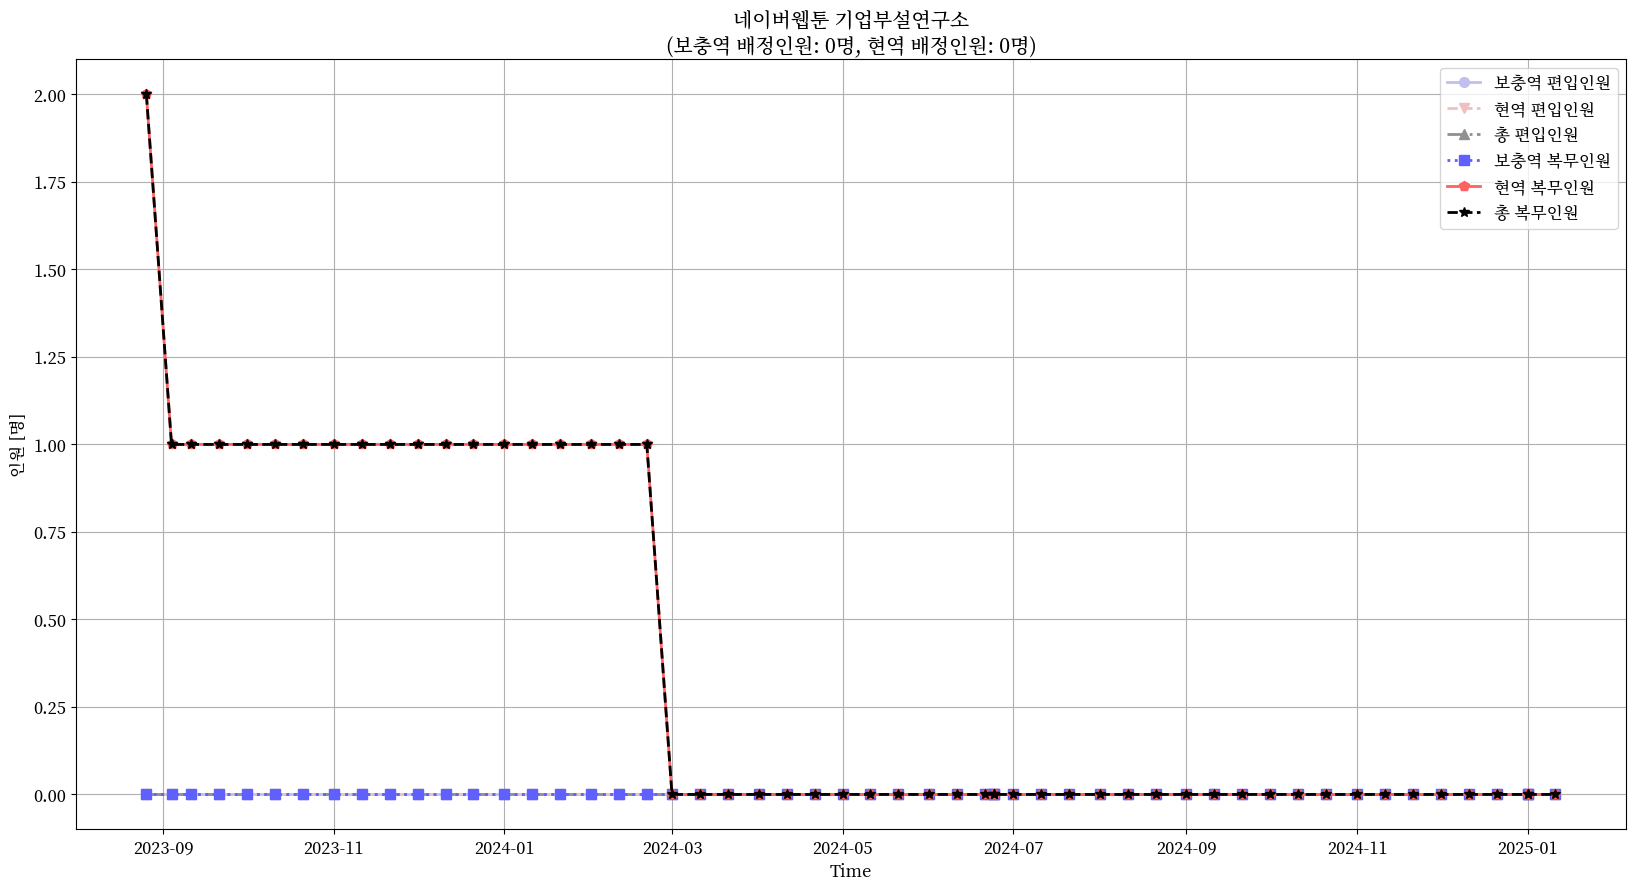 네이버웹툰 기업부설연구소
(보충역 배정인원: 0명, 현역 배정인원: 0명)
보충역 편입인원
현역 편입인원
총 편입인원
보충역 복무인원
현역 복무인원
총 복무인원
인원 [명]
2.00
1.75
1.50
1.25
1.00
0.75
0.50
0.25
0.00
2023-09
2023-11
2024-01
2024-03
2024-05
2024-07
2024-09
2024-11
2025-01
Time